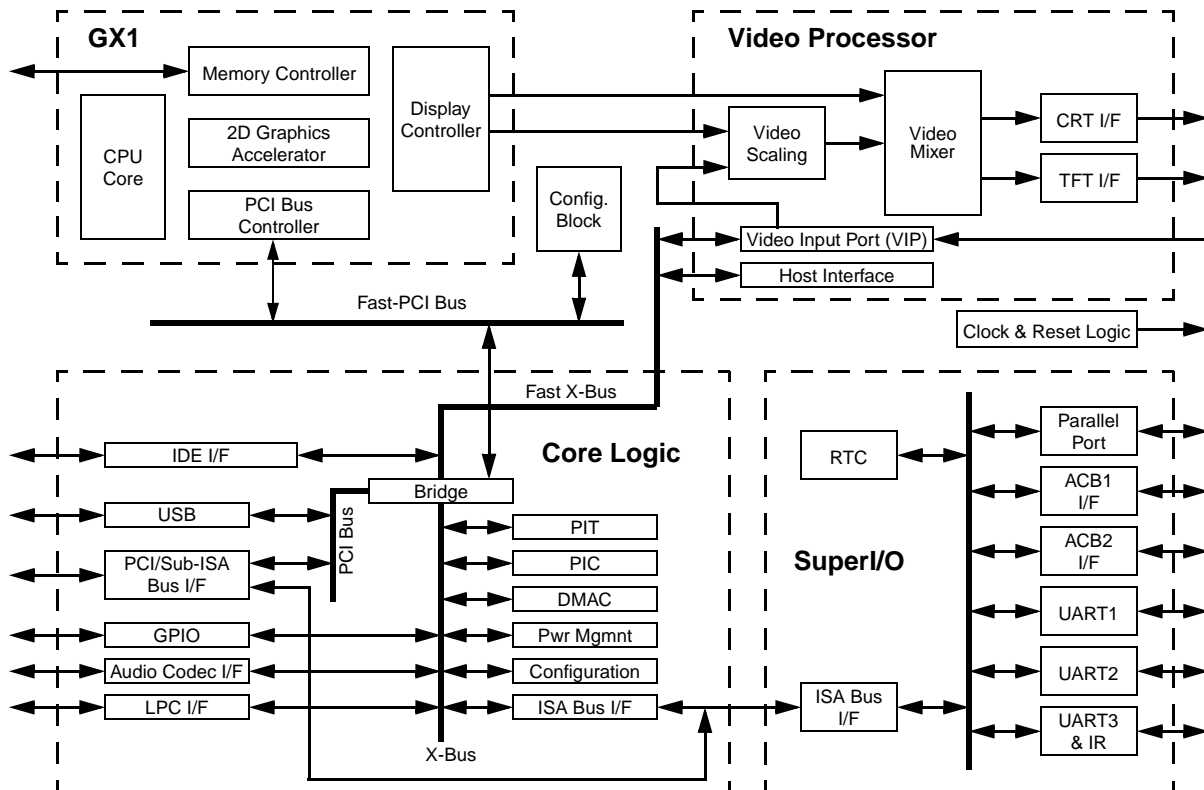 GX1
Memory Controller
CPU
Core
2D Graphics
Accelerator
PCI Bus
Controller
Display
Controller
Config.
Block
Fast-PCI Bus
Video Processor
Video
Scaling
Video
Mixer
CRT I/F
TFT I/F
Video Input Port (VIP)
Host Interface
Clock & Reset Logic
Fast X-Bus
Core Logic
IDE I/F
Bridge
USB
PCI Bus
PCI/Sub-ISA
Bus I/F
GPIO
Audio Codec I/F
LPC I/F
PIT
PIC
DMAC
Pwr Mgmnt
Configuration
ISA Bus I/F
X-Bus
SuperI/O
RTC
ISA Bus
I/F
Parallel
Port
ACB1
I/F
ACB2
I/F
UART1
UART2
UART3
& IR